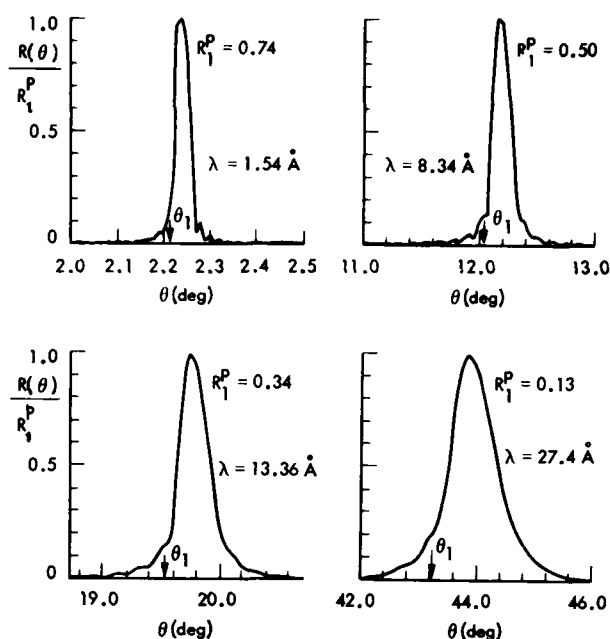 1.0
R(θ)
R₁ᴾ
0.5
0
R₁ᴾ = 0.74
λ = 1.54 Å
θ₁
2.0 2.1 2.2 2.3 2.4 2.5
θ (deg)
R₁ᴾ = 0.50
λ = 8.34 Å
θ₁
11.0 12.0 13.0
θ (deg)
1.0
R(θ)
R₁ᴾ
0.5
0
R₁ᴾ = 0.34
λ = 13.36 Å
θ₁
19.0 20.0
θ (deg)
R₁ᴾ = 0.13
λ = 27.4 Å
θ₁
42.0 44.0 46.0
θ (deg)